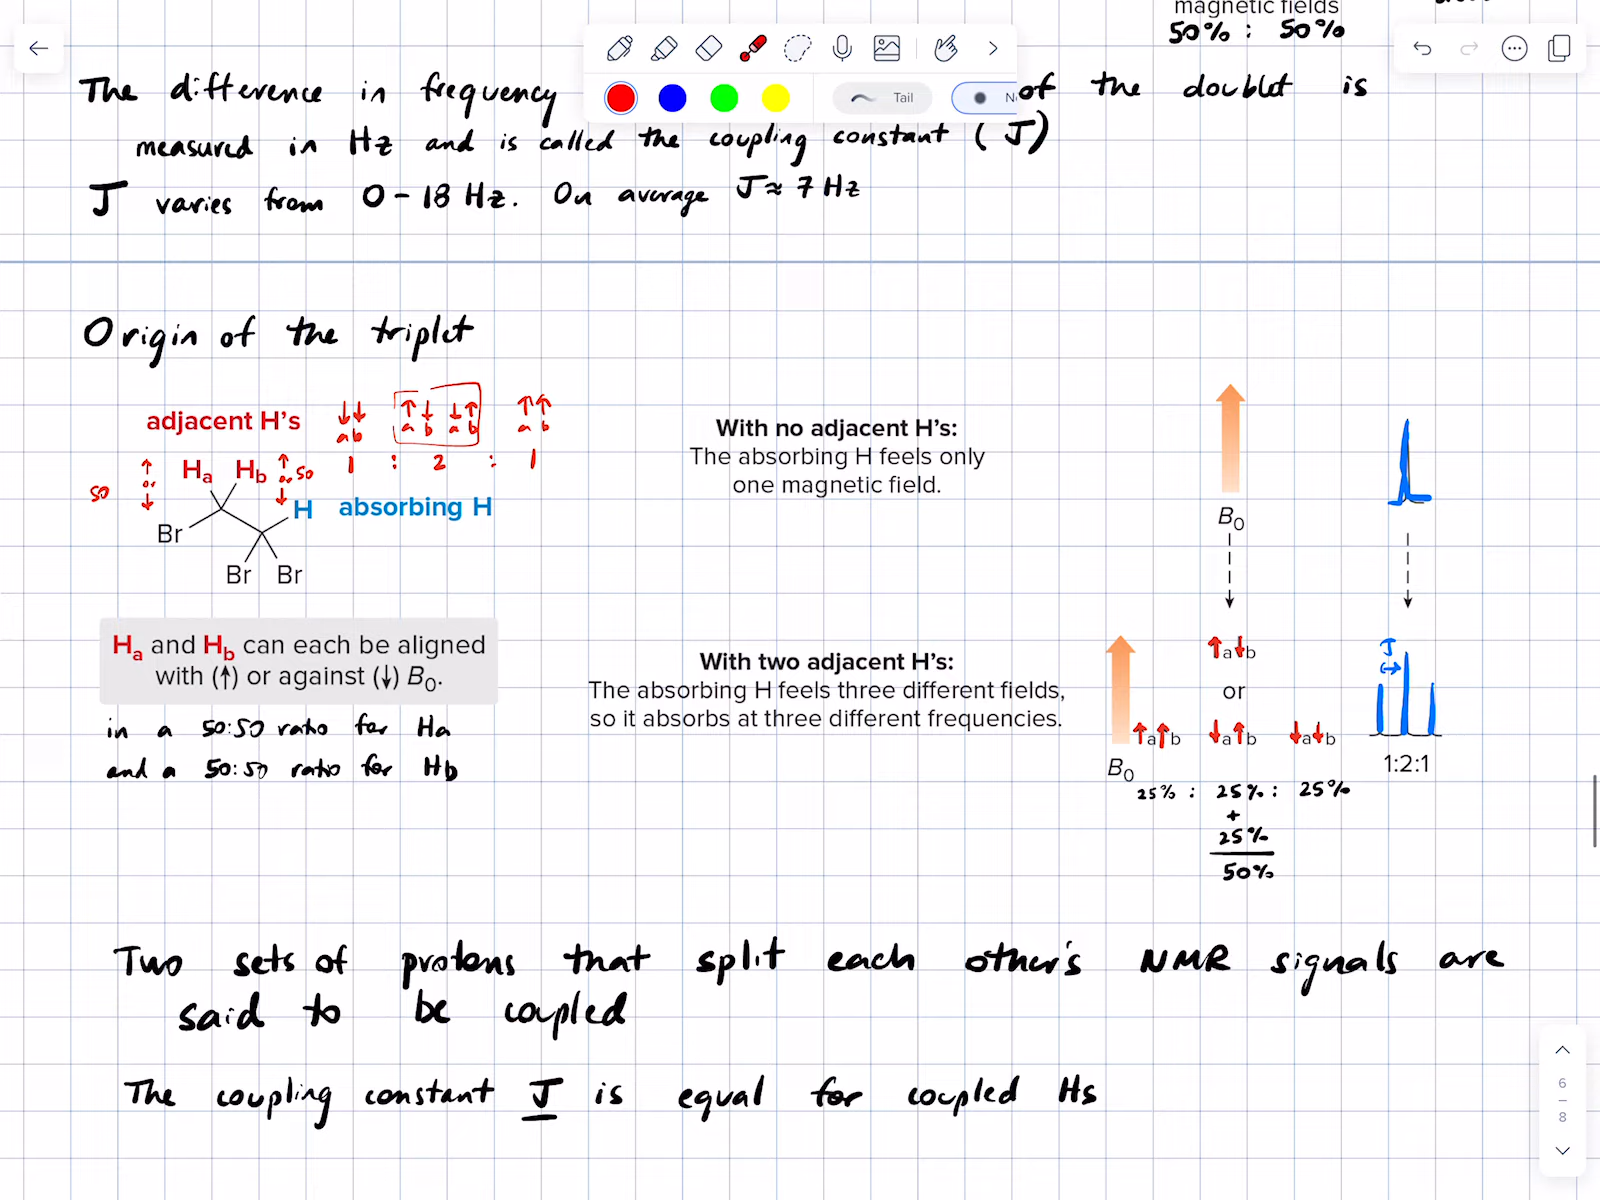 magnetic fields
50% : 50%
Tail
The difference in frequency of the doublet is
measured in Hz and is called the coupling constant (J)
J varies from 0-18 Hz. On average J≈ 7 Hz
Origin of the triplet
adjacent H's
↓↓ ↑↓ ↓↑ ↑↑
ab a b a b a b
1 : 2 : 1
↑ or ↓
50
Ha Hb
↑ or ↓
50
H absorbing H
Br
Br Br
Ha and Hb can each be aligned
with (↑) or against (↓) B0.
in a 50:50 ratio for Ha
and a 50:50 ratio for Hb
With no adjacent H's:
The absorbing H feels only
one magnetic field.
B0
With two adjacent H's:
The absorbing H feels three different fields,
so it absorbs at three different frequencies.
↑a↓b
or
↑a↑b ↓a↑b ↓a↓b
B0
J
1:2:1
25% : 25% : 25%
+
25%
50%
Two sets of protons that split each other's NMR signals are
said to be coupled
The coupling constant J is equal for coupled Hs
6
8